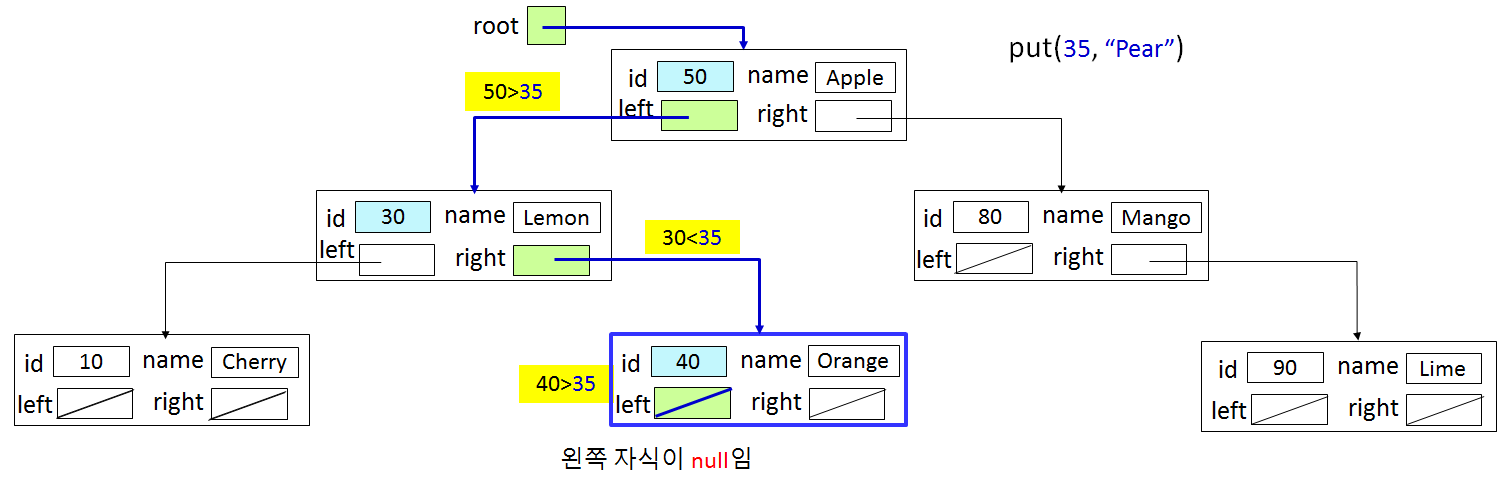 root
put(35, “Pear”)
id 50 name Apple
50>35
left right
id 30 name Lemon
id 80 name Mango
30<35
left right
left right
id 10 name Cherry
id 40 name Orange
id 90 name Lime
40>35
left right
left right
left right
왼쪽 자식이 null임